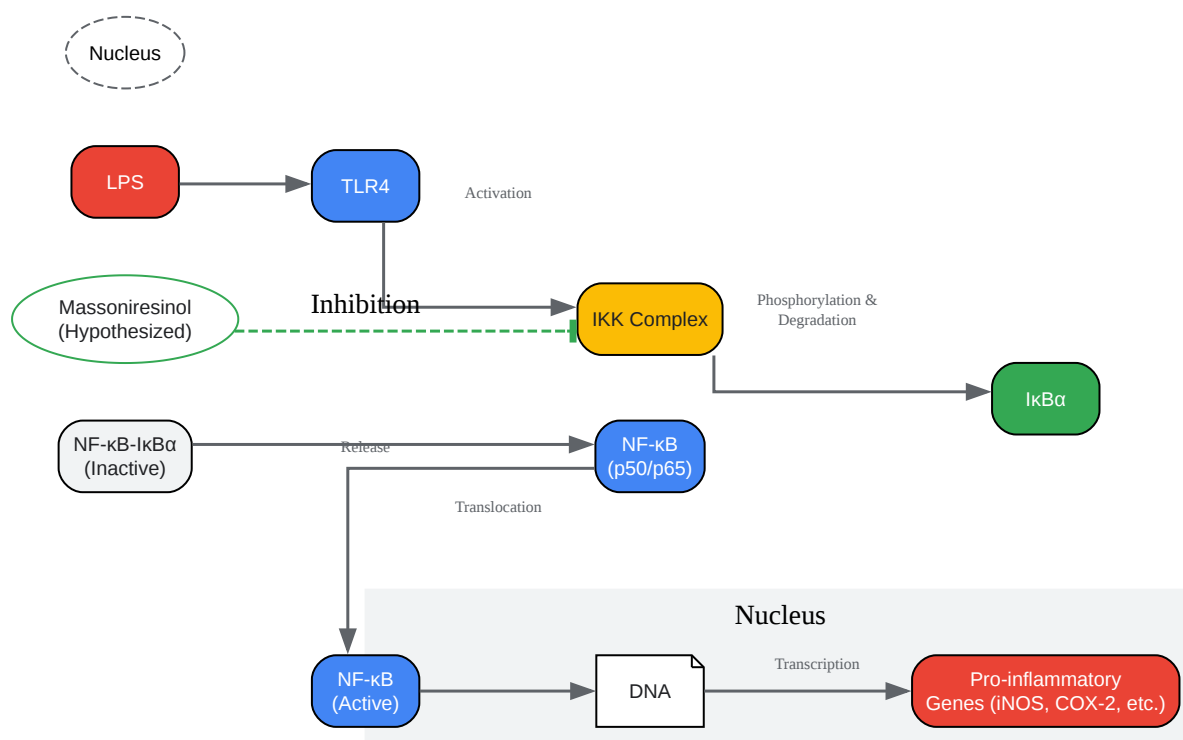 Nucleus
LPS
TLR4
Activation
Massoniresinol
(Hypothesized)
Inhibition
IKK Complex
Phosphorylation &
Degradation
IκBα
NF-κB-IκBα
(Inactive)
Release
NF-κB
(p50/p65)
Translocation
Nucleus
NF-κB
(Active)
DNA
Transcription
Pro-inflammatory
Genes (iNOS, COX-2, etc.)